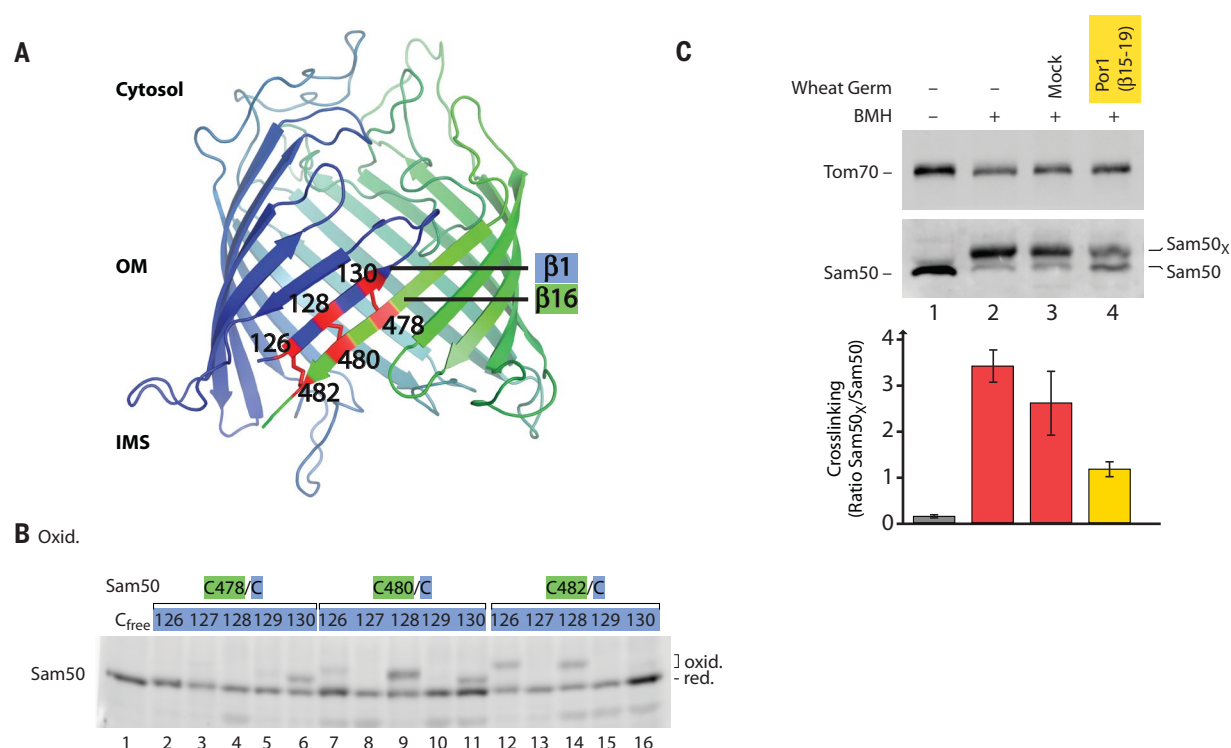 A
Cytosol
OM
IMS
130
128
126
478
480
482
β1
β16
B Oxid.
Sam50 C478/C C480/C C482/C
Cfree 126 127 128 129 130 126 127 128 129 130 126 127 128 129 130
Sam50
oxid.
red.
1 2 3 4 5 6 7 8 9 10 11 12 13 14 15 16
C
Wheat Germ – – Mock Por1 (β15-19)
BMH – + + +
Tom70
Sam50
SamX50
Sam50
1 2 3 4
Crosslinking
(Ratio Sam50X/Sam50)
4
3
2
1
0